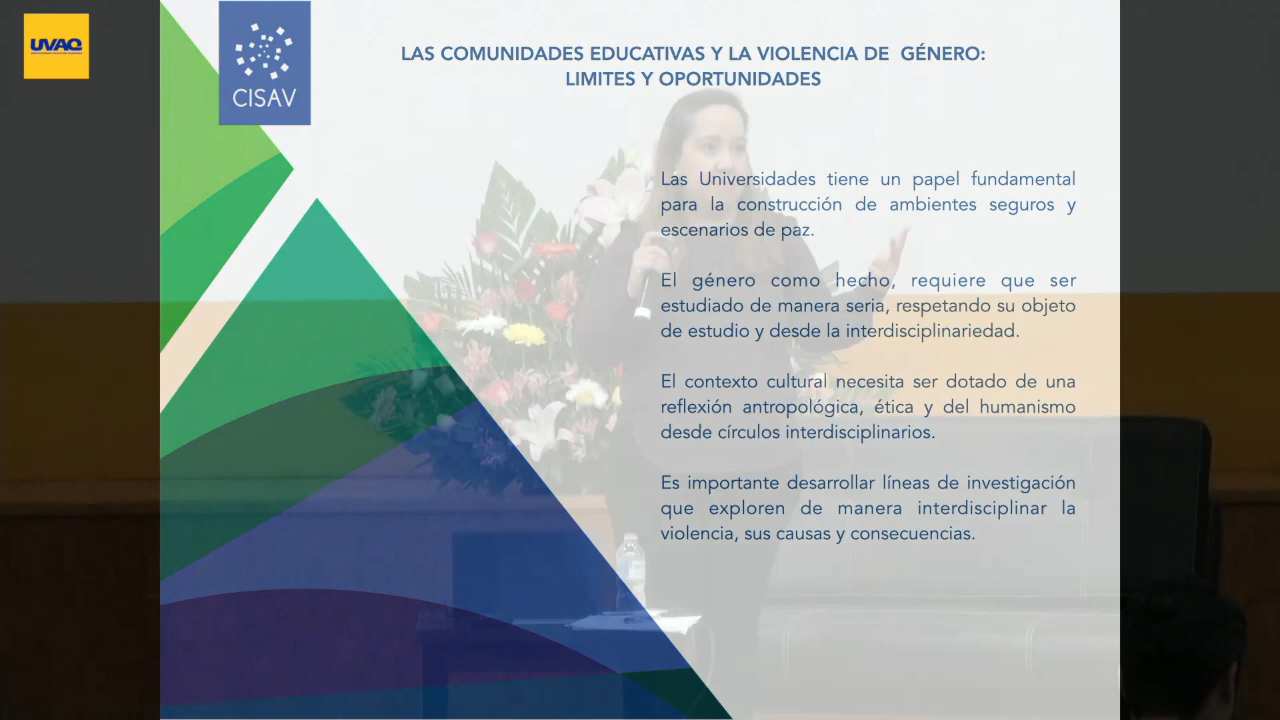 UVAQ
CISAV
LAS COMUNIDADES EDUCATIVAS Y LA VIOLENCIA DE GÉNERO:
LIMITES Y OPORTUNIDADES
Las Universidades tiene un papel fundamental
para la construcción de ambientes seguros y
escenarios de paz.
El género como hecho, requiere que ser
estudiado de manera seria, respetando su objeto
de estudio y desde la interdisciplinariedad.
El contexto cultural necesita ser dotado de una
reflexión antropológica, ética y del humanismo
desde círculos interdisciplinarios.
Es importante desarrollar líneas de investigación
que exploren de manera interdisciplinar la
violencia, sus causas y consecuencias.